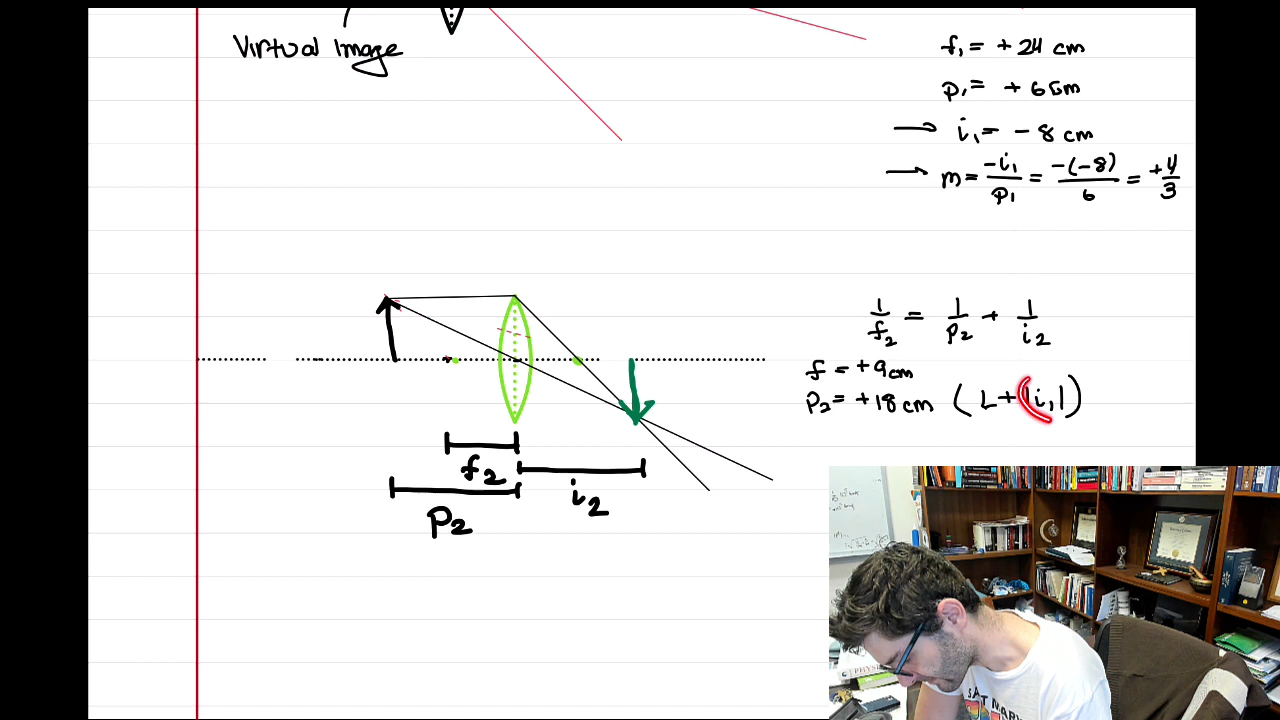 Virtual Image
f₁ = +24 cm
p₁ = +6 cm
→ i₁ = -8 cm
→ m = -i₁/p₁ = -(-8)/6 = +4/3
1/f₂ = 1/p₂ + 1/i₂
f = +9 cm
p₂ = +18 cm (L+|i₁|)
f₂
i₂
p₂